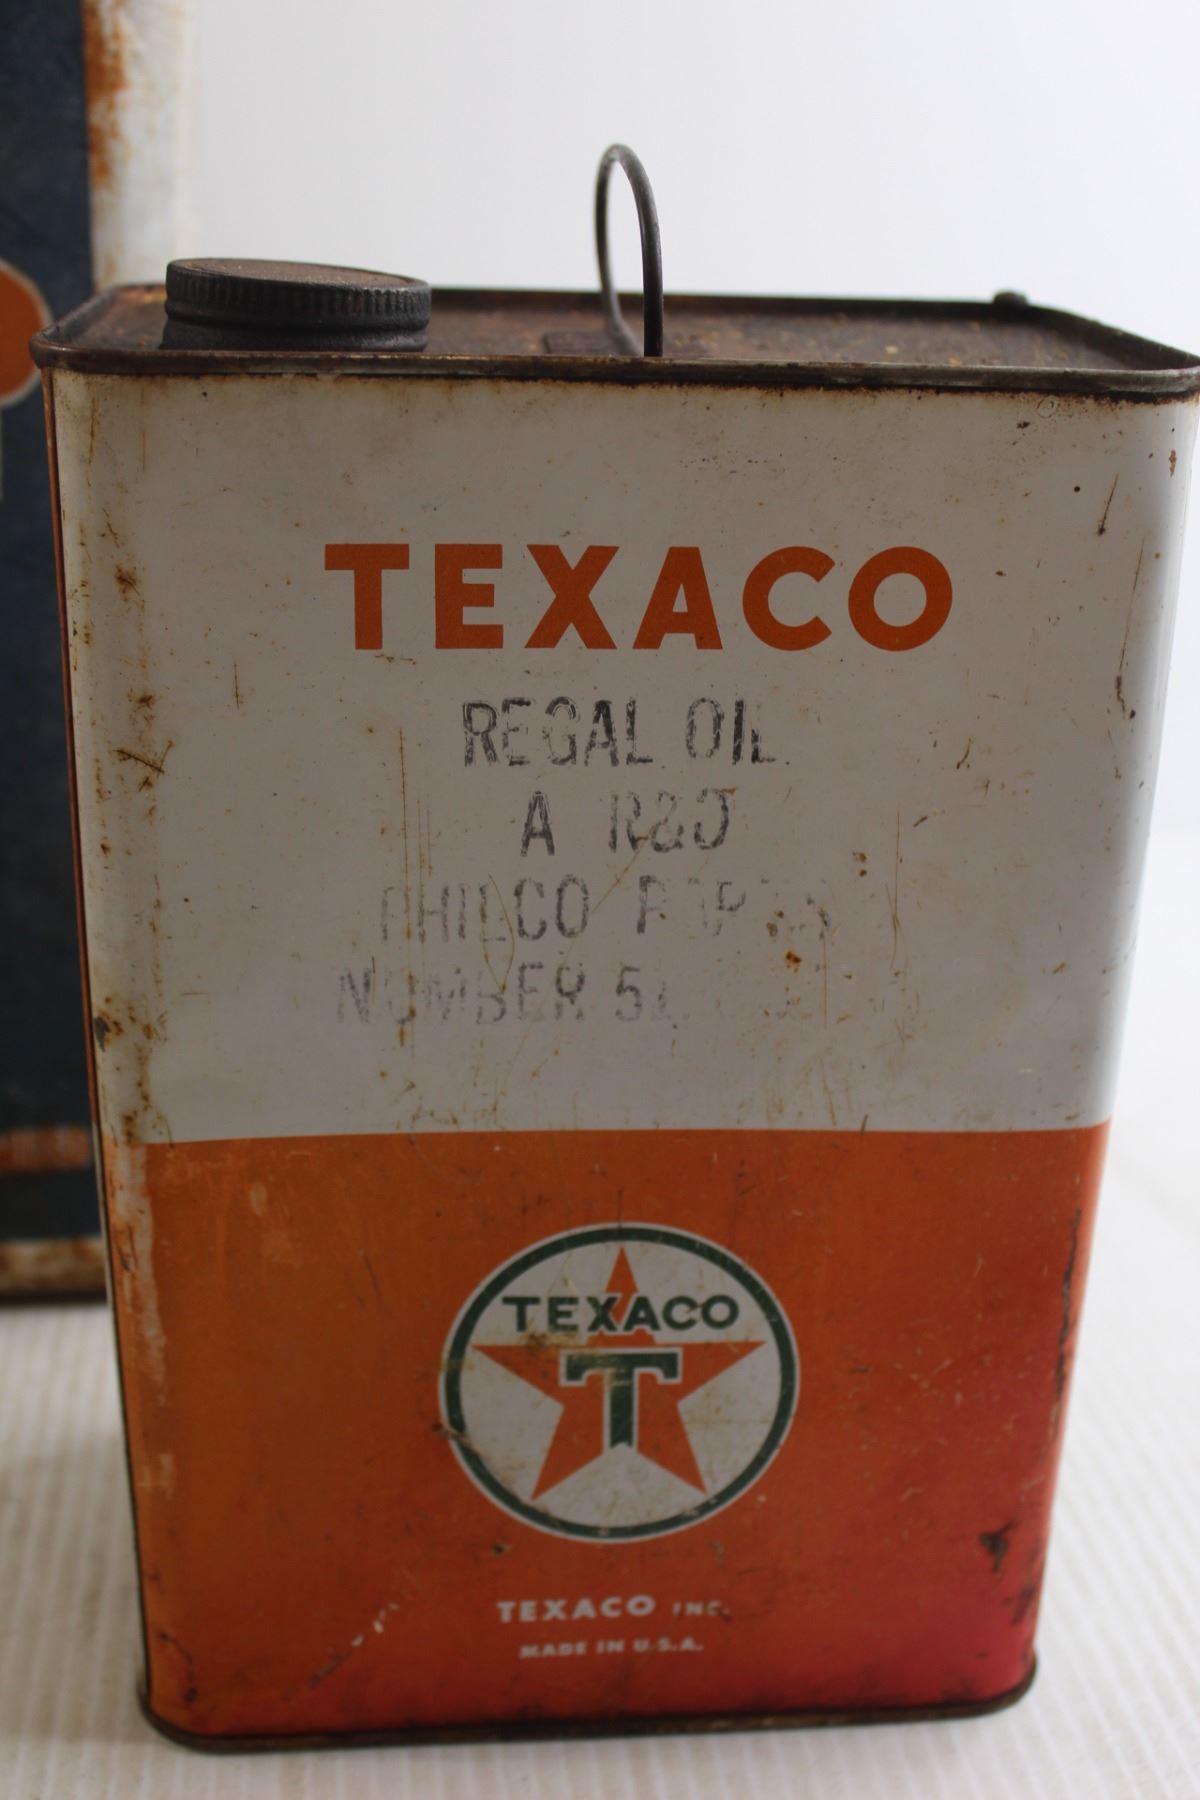 TEXACO
REGAL OIL
A R&O
PHILCO
NUMBER
TEXACO
T
TEXACO INC.
MADE IN U.S.A.